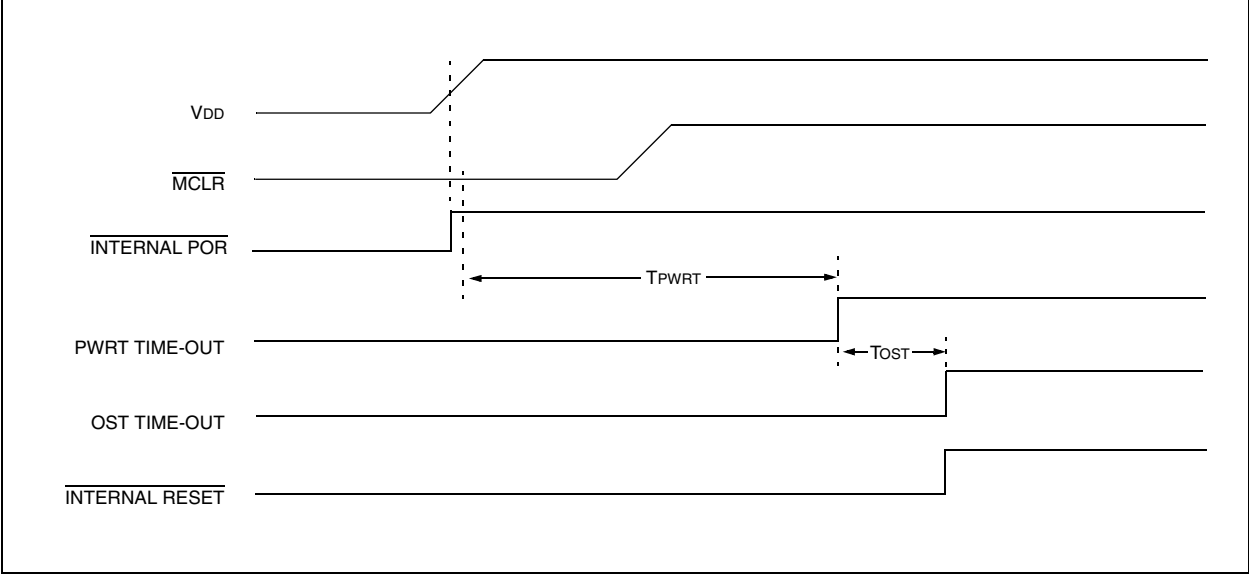 VDD
MCLR
INTERNAL POR
TPWRT
PWRT TIME-OUT
TOST
OST TIME-OUT
INTERNAL RESET